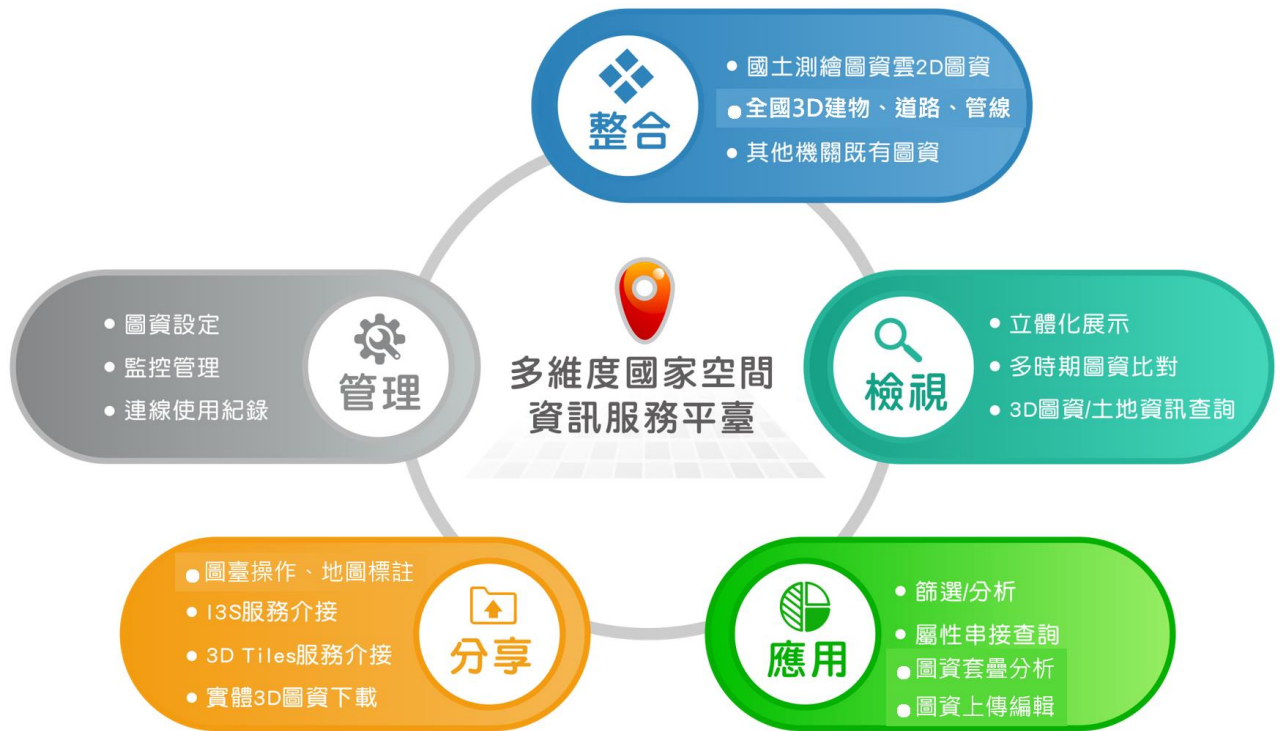 整合
• 國土測繪圖資雲2D圖資
• 全國3D建物、道路、管線
• 其他機關既有圖資
管理
• 圖資設定
• 監控管理
• 連線使用紀錄
多維度國家空間
資訊服務平臺
檢視
• 立體化展示
• 多時期圖資比對
• 3D圖資/土地資訊查詢
分享
• 圖臺操作、地圖標註
• I3S服務介接
• 3D Tiles服務介接
• 實體3D圖資下載
應用
• 篩選/分析
• 屬性串接查詢
• 圖資套疊分析
• 圖資上傳編輯